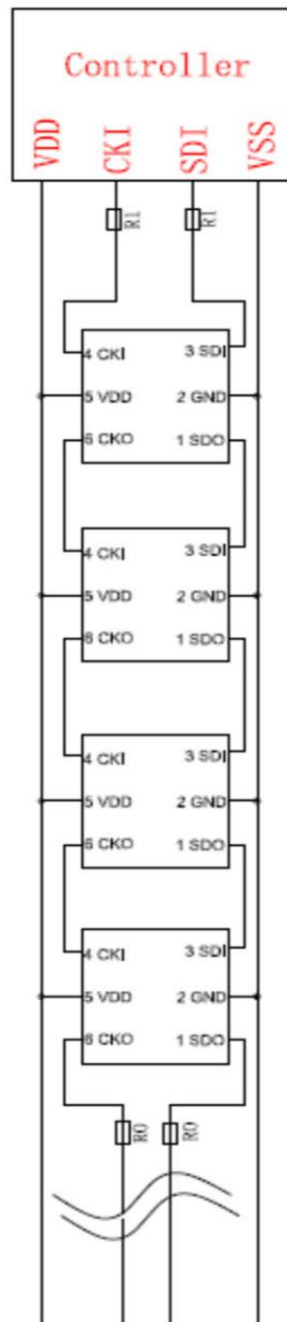 Controller
VDD CKI SDI VSS
R1 R1
4 CKI 3 SDI
5 VDD 2 GND
6 CKO 1 SDO
4 CKI 3 SDI
5 VDD 2 GND
6 CKO 1 SDO
4 CKI 3 SDI
5 VDD 2 GND
6 CKO 1 SDO
4 CKI 3 SDI
5 VDD 2 GND
6 CKO 1 SDO
R0 R0